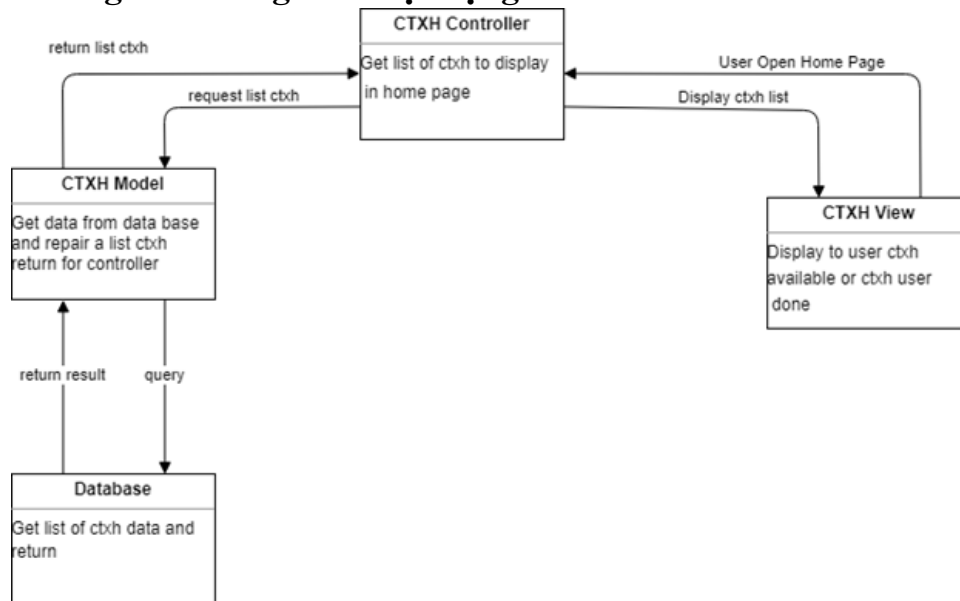 CTXH Controller
Get list of ctxh to display
in home page
return list ctxh
request list ctxh
User Open Home Page
Display ctxh list
CTXH Model
Get data from data base
and repair a list ctxh
return for controller
CTXH View
Display to user ctxh
available or ctxh user
done
return result
query
Database
Get list of ctxh data and
return